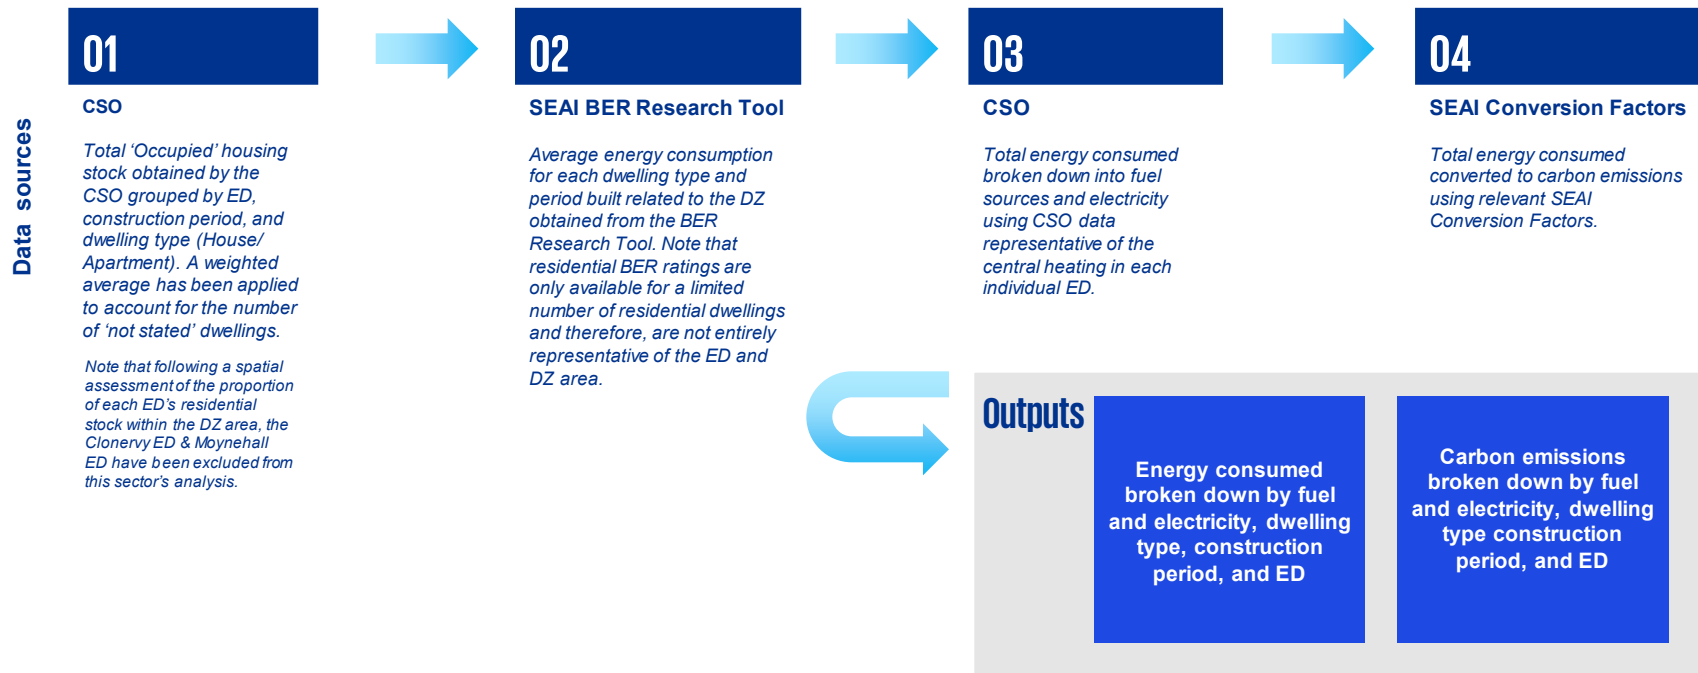 Data sources
01
CSO
Total ‘Occupied’ housing
stock obtained by the
CSO grouped by ED,
construction period, and
dwelling type (House/
Apartment). A weighted
average has been applied
to account for the number
of ‘not stated’ dwellings.
Note that following a spatial
assessment of the proportion
of each ED’s residential
stock within the DZ area, the
Clonervy ED & Moynehall
ED have been excluded from
this sector’s analysis.
02
SEAI BER Research Tool
Average energy consumption
for each dwelling type and
period built related to the DZ
obtained from the BER
Research Tool. Note that
residential BER ratings are
only available for a limited
number of residential dwellings
and therefore, are not entirely
representative of the ED and
DZ area.
03
CSO
Total energy consumed
broken down into fuel
sources and electricity
using CSO data
representative of the
central heating in each
individual ED.
04
SEAI Conversion Factors
Total energy consumed
converted to carbon emissions
using relevant SEAI
Conversion Factors.
Outputs
Energy consumed
broken down by fuel
and electricity, dwelling
type, construction
period, and ED
Carbon emissions
broken down by fuel
and electricity, dwelling
type construction
period, and ED